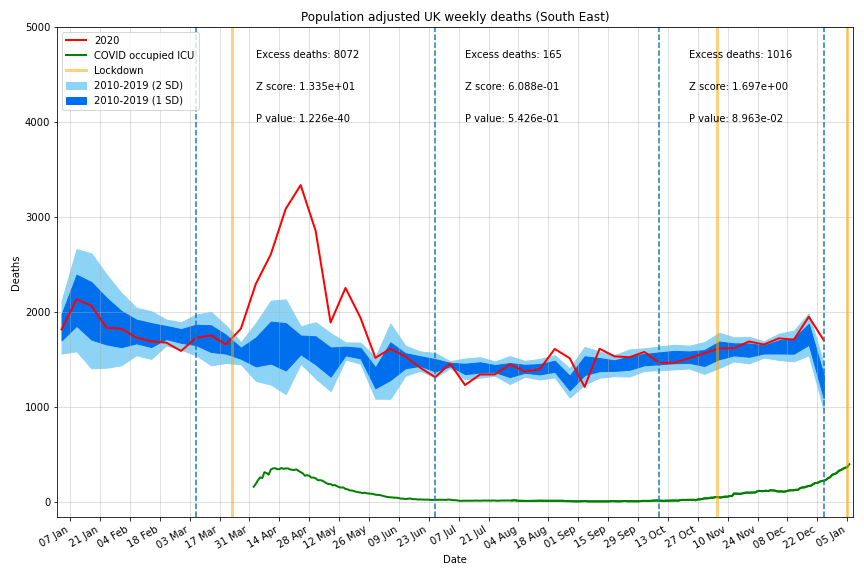 Population adjusted UK weekly deaths (South East)
5000
4000
3000
2000
1000
0
Deaths
2020
COVID occupied ICU
Lockdown
2010-2019 (2 SD)
2010-2019 (1 SD)
Excess deaths: 8072
Z score: 1.335e+01
P value: 1.226e-40
Excess deaths: 165
Z score: 6.088e-01
P value: 5.426e-01
Excess deaths: 1016
Z score: 1.697e+00
P value: 8.963e-02
07 Jan
21 Jan
04 Feb
18 Feb
03 Mar
17 Mar
31 Mar
14 Apr
28 Apr
12 May
26 May
09 Jun
23 Jun
07 Jul
21 Jul
04 Aug
18 Aug
01 Sep
15 Sep
29 Sep
13 Oct
27 Oct
10 Nov
24 Nov
08 Dec
22 Dec
05 Jan
Date